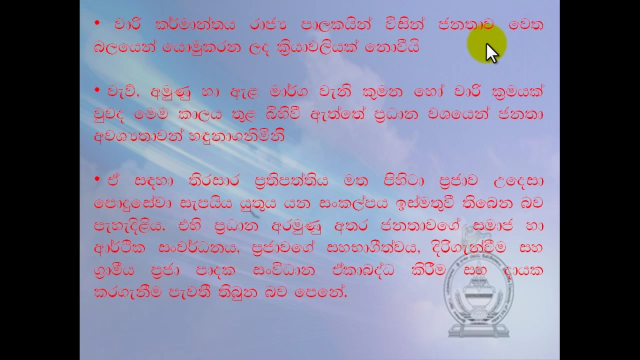 • වාරි කර්මාන්තය රාජ්‍ය පාලකයින් විසින් ජනතාව වෙත
බලයෙන් යොමුකරන ලද ක්‍රියාවලියක් නොවීයි
• වැව්, අමුණු හා ඇළ මාර්ග වැනි කුමන හෝ වාරි ක්‍රමයක්
වුවද මෙම කාලය තුළ බිහිවී ඇත්තේ ප්‍රධාන වශයෙන් ජනතා
අවශ්‍යතාවන් හදුනාගනිමිනි
• ඒ සඳහා තිරසාර ප්‍රතිපත්තිය මත පිහිටා ප්‍රජාව උදෙසා
පොදුසේවා සැපයිය යුතුය යන සංකල්පය ඉස්මතුවී තිබෙන බව
පැහැදිළිය. එහි ප්‍රධාන අරමුණු අතර ජනතාවගේ සමාජ හා
ආර්ථික සංවර්ධනය, ප්‍රජාවගේ සහභාගීත්වය, දිරිගැන්වීම සහ
ග්‍රාමීය ප්‍රජා පාදක සංවිධාන ඒකාබද්ධ කිරීම සහ දායක
කරගැනීම පැවතී තිබුන බව පෙනේ.